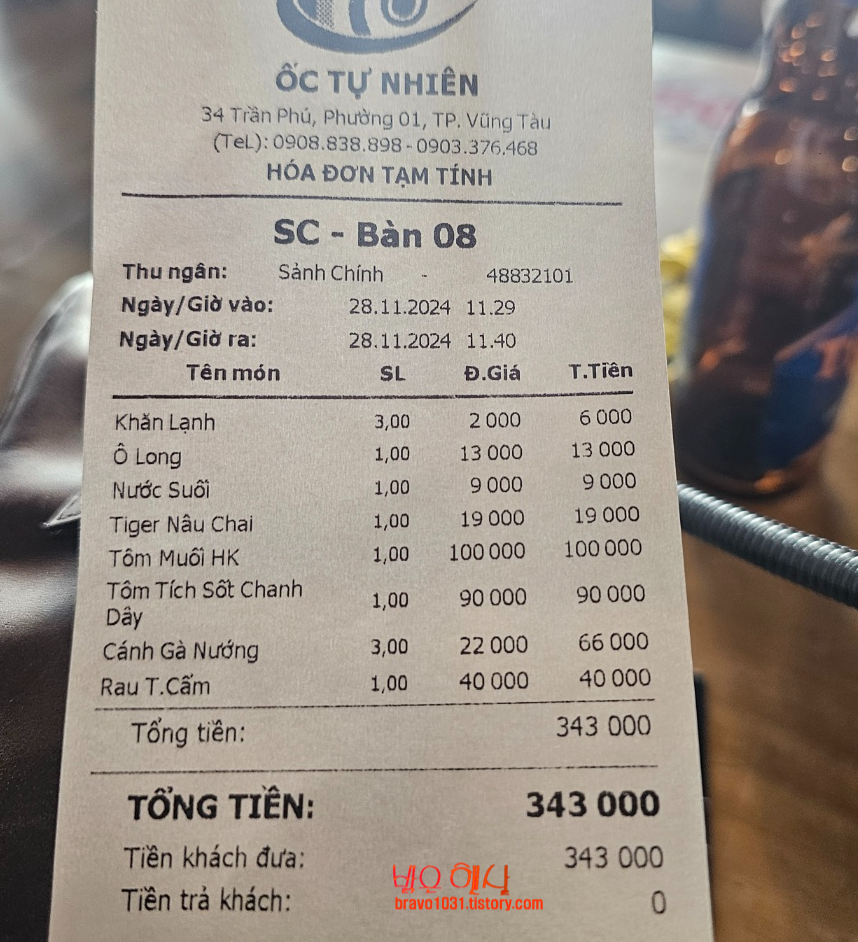 ỐC TỰ NHIÊN
34 Trần Phú, Phường 01, TP. Vũng Tàu
(TeL): 0908.838.898 - 0903.376.468
HÓA ĐƠN TẠM TÍNH
SC - Bàn 08
Thu ngân: Sảnh Chính - 48832101
Ngày/Giờ vào: 28.11.2024 11.29
Ngày/Giờ ra: 28.11.2024 11.40
Tên món SL Đ.Giá T.Tiền
Khăn Lạnh 3,00 2 000 6 000
Ô Long 1,00 13 000 13 000
Nước Suối 1,00 9 000 9 000
Tiger Nâu Chai 1,00 19 000 19 000
Tôm Muối HK 1,00 100 000 100 000
Tôm Tích Sốt Chanh
Dây 1,00 90 000 90 000
Cánh Gà Nướng 3,00 22 000 66 000
Rau T.Cấm 1,00 40 000 40 000
Tổng tiền: 343 000
TỔNG TIỀN: 343 000
Tiền khách đưa: 343 000
Tiền trả khách: 0
bravo1031.tistory.com